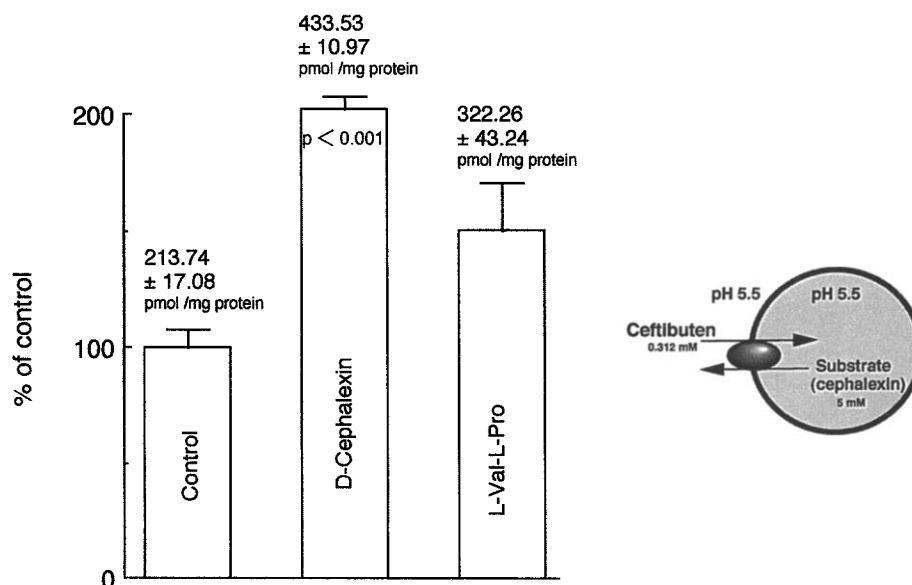 433.53
± 10.97
pmol /mg protein
322.26
± 43.24
pmol /mg protein
213.74
± 17.08
pmol /mg protein
p < 0.001
200
100
0
% of control
Control
D-Cephalexin
L-Val-L-Pro
pH 5.5
pH 5.5
Ceftibuten
0.312 mM
Substrate
(cephalexin)
5 mM